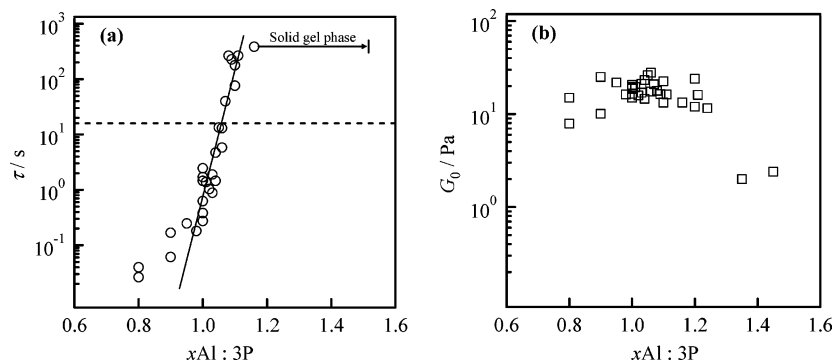 (a)
Solid gel phase
τ / s
10³
10²
10¹
10⁰
10⁻¹
0.6 0.8 1.0 1.2 1.4 1.6
xAl : 3P
(b)
G₀ / Pa
10²
10¹
10⁰
0.6 0.8 1.0 1.2 1.4 1.6
xAl : 3P